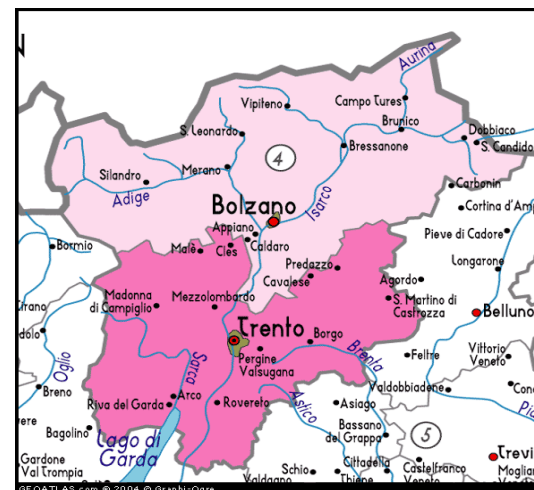 N
Aurina
Vipiteno
Campo Tures
S. Leonardo
Brunico
Dobbiaco
S. Candido
Bressanone
4
Merano
Silandro
Adige
Isarco
Carbonin
Bolzano
Cortina d'Amp
Appiano
Caldaro
Pieve di Cadore
Bormio
Malè
Cles
Predazzo
Longarone
Cavalese
Agordo
Madonna
di Campiglio
Mezzolombardo
S. Martino di
Castrozza
Belluno
Trento
Borgo
Pergine
Valsugana
Brenta
Feltre
Vittorio
Veneto
Oglio
Sarca
Breno
Arco
Riva del Garda
Rovereto
Astico
Valdobbiadene
Asiago
Bagolino
Lago di
Garda
Bassano
del Grappa
5
Gardone
Val Trompia
Schio
Cittadella
Castelfranco
Veneto
Trevi
Thiene